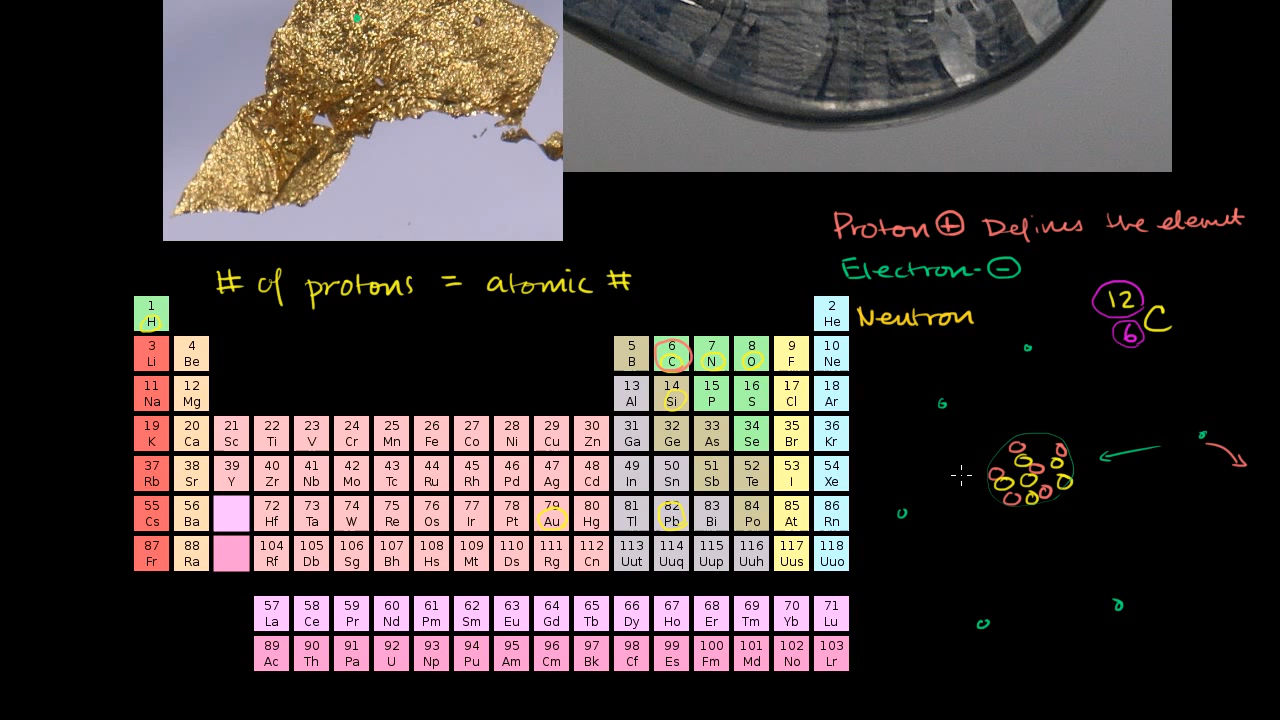 Proton + Defines the elemut
Electron- -
# of protons = atomic #
Neutron
12
6 C
1 2
H He
3 4 5 6 7 8 9 10
Li Be B C N O F Ne
11 12 13 14 15 16 17 18
Na Mg Al Si P S Cl Ar
19 20 21 22 23 24 25 26 27 28 29 30 31 32 33 34 35 36
K Ca Sc Ti V Cr Mn Fe Co Ni Cu Zn Ga Ge As Se Br Kr
37 38 39 40 41 42 43 44 45 46 47 48 49 50 51 52 53 54
Rb Sr Y Zr Nb Mo Tc Ru Rh Pd Ag Cd In Sn Sb Te I Xe
55 56 72 73 74 75 76 77 78 79 80 81 82 83 84 85 86
Cs Ba Hf Ta W Re Os Ir Pt Au Hg Tl Pb Bi Po At Rn
87 88 104 105 106 107 108 109 110 111 112 113 114 115 116 117 118
Fr Ra Rf Db Sg Bh Hs Mt Ds Rg Cn Uut Uuq Uup Uuh Uus Uuo
57 58 59 60 61 62 63 64 65 66 67 68 69 70 71
La Ce Pr Nd Pm Sm Eu Gd Tb Dy Ho Er Tm Yb Lu
89 90 91 92 93 94 95 96 97 98 99 100 101 102 103
Ac Th Pa U Np Pu Am Cm Bk Cf Es Fm Md No Lr